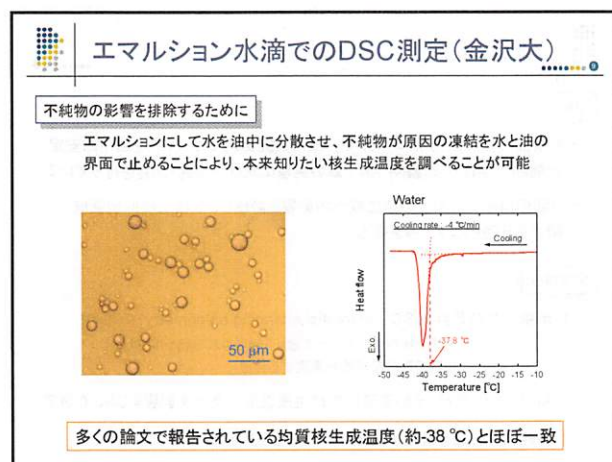 エマルション水滴でのDSC測定（金沢大）
9
不純物の影響を排除するために
エマルションにして水を油中に分散させ、不純物が原因の凍結を水と油の
界面で止めることにより、本来知りたい核生成温度を調べることが可能
50 μm
Water
Cooling rate : -4 ℃/min
Cooling
Heat flow
Exo.
-37.8 ℃
-50 -45 -40 -35 -30 -25 -20 -15 -10
Temperature [℃]
多くの論文で報告されている均質核生成温度（約-38 ℃）とほぼ一致